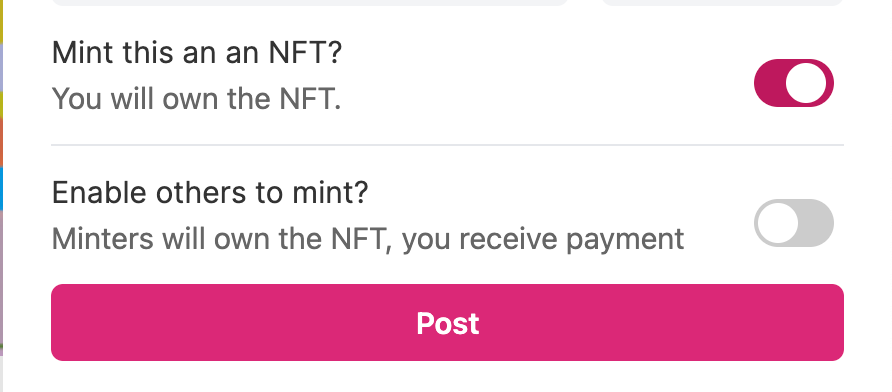 Mint this an an NFT?
You will own the NFT.
Enable others to mint?
Minters will own the NFT, you receive payment
Post